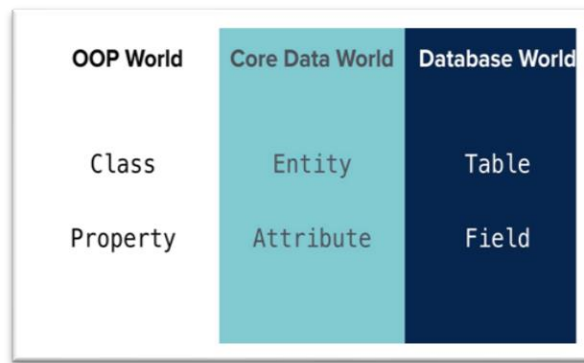 OOP World Core Data World Database World
Class Entity Table
Property Attribute Field